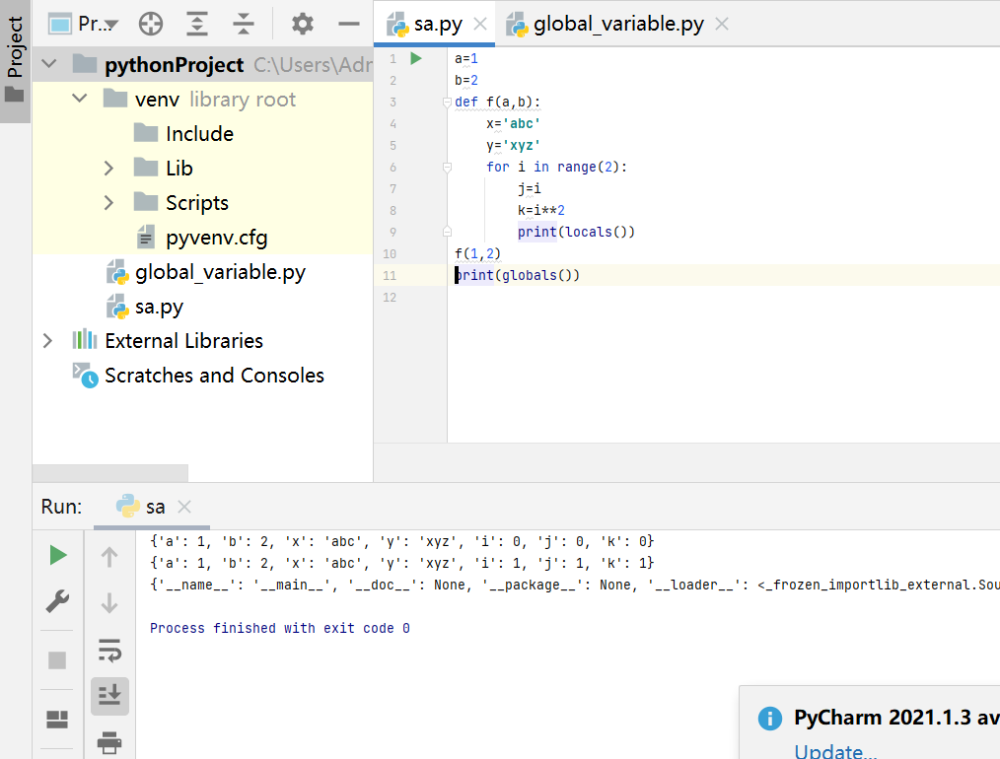 Project
Pr...
sa.py
global_variable.py
pythonProject C:\Users\Adr
venv library root
Include
Lib
Scripts
pyvenv.cfg
global_variable.py
sa.py
External Libraries
Scratches and Consoles
1 a=1
2 b=2
3 def f(a,b):
4 x='abc'
5 y='xyz'
6 for i in range(2):
7 j=i
8 k=i**2
9 print(locals())
10 f(1,2)
11 print(globals())
12
Run: sa
{'a': 1, 'b': 2, 'x': 'abc', 'y': 'xyz', 'i': 0, 'j': 0, 'k': 0}
{'a': 1, 'b': 2, 'x': 'abc', 'y': 'xyz', 'i': 1, 'j': 1, 'k': 1}
{'__name__': '__main__', '__doc__': None, '__package__': None, '__loader__': <_frozen_importlib_external.Sou
Process finished with exit code 0
PyCharm 2021.1.3 av
Update...